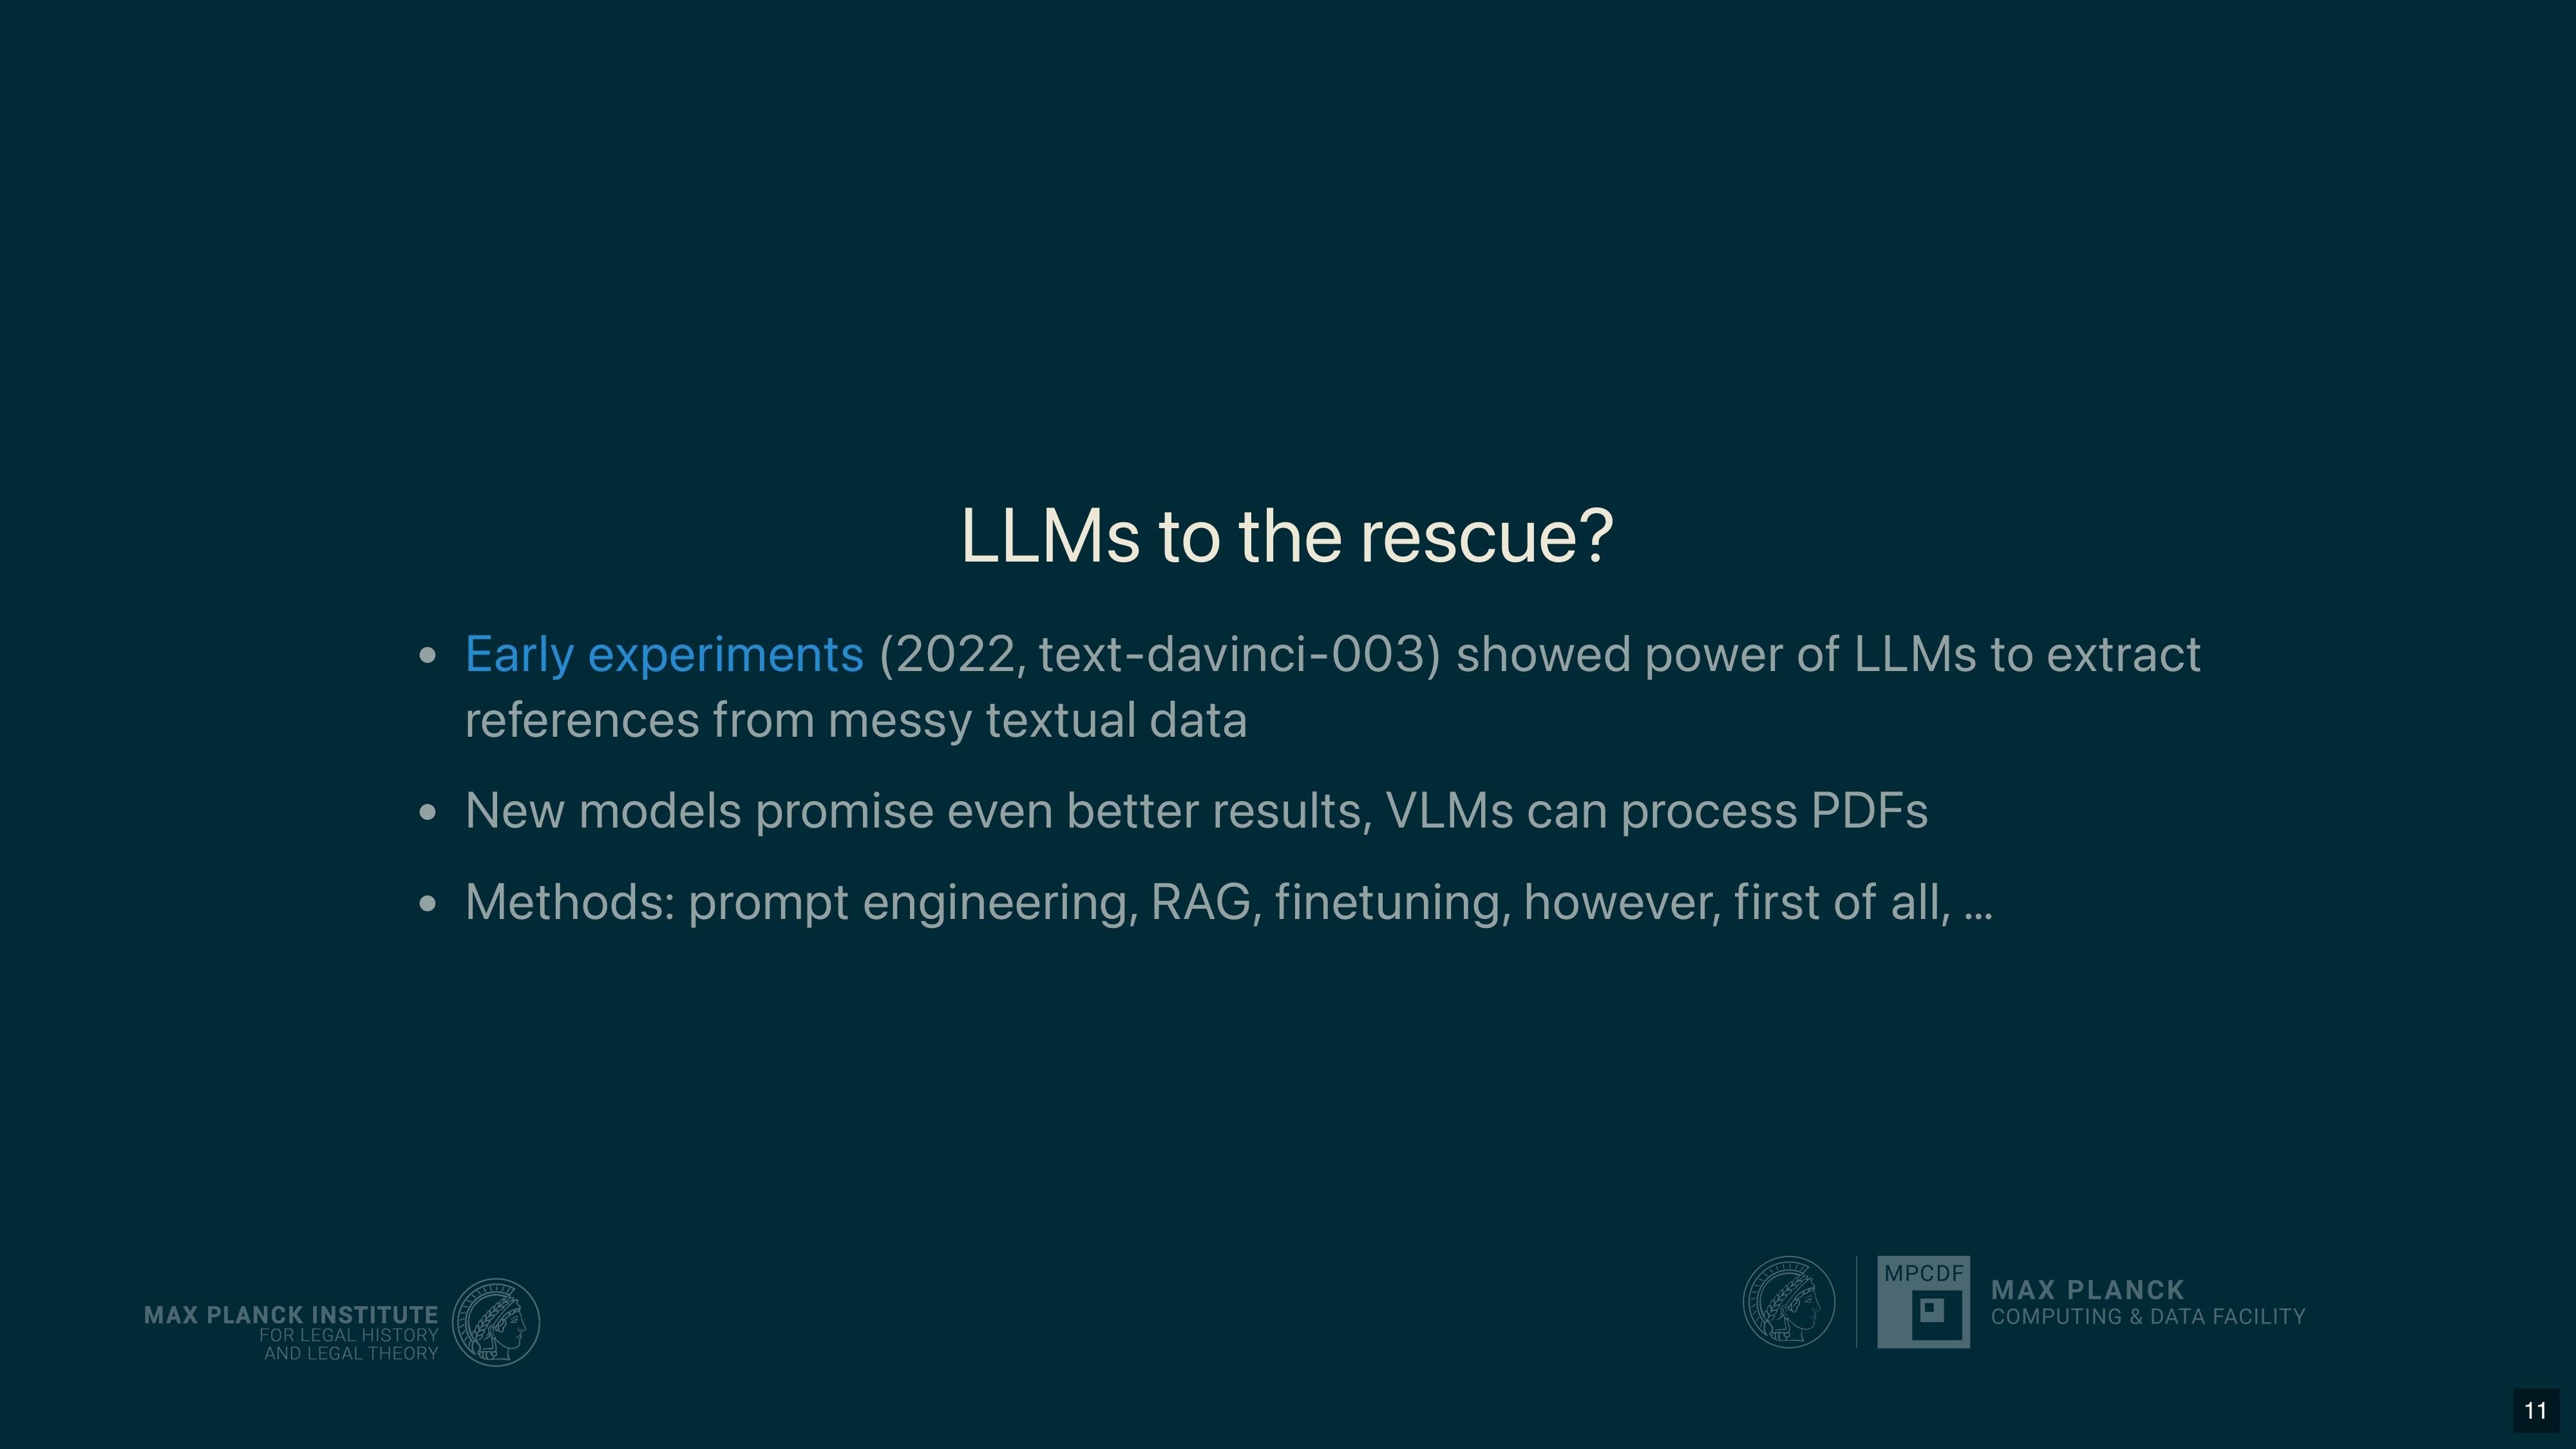 LLMs to the rescue?
• Early experiments (2022, text-davinci-003) showed power of LLMs to extract
references from messy textual data
• New models promise even better results, VLMs can process PDFs
• Methods: prompt engineering, RAG, finetuning, however, first of all, …
MAX PLANCK INSTITUTE
FOR LEGAL HISTORY
AND LEGAL THEORY
MPCDF
MAX PLANCK
COMPUTING & DATA FACILITY
11